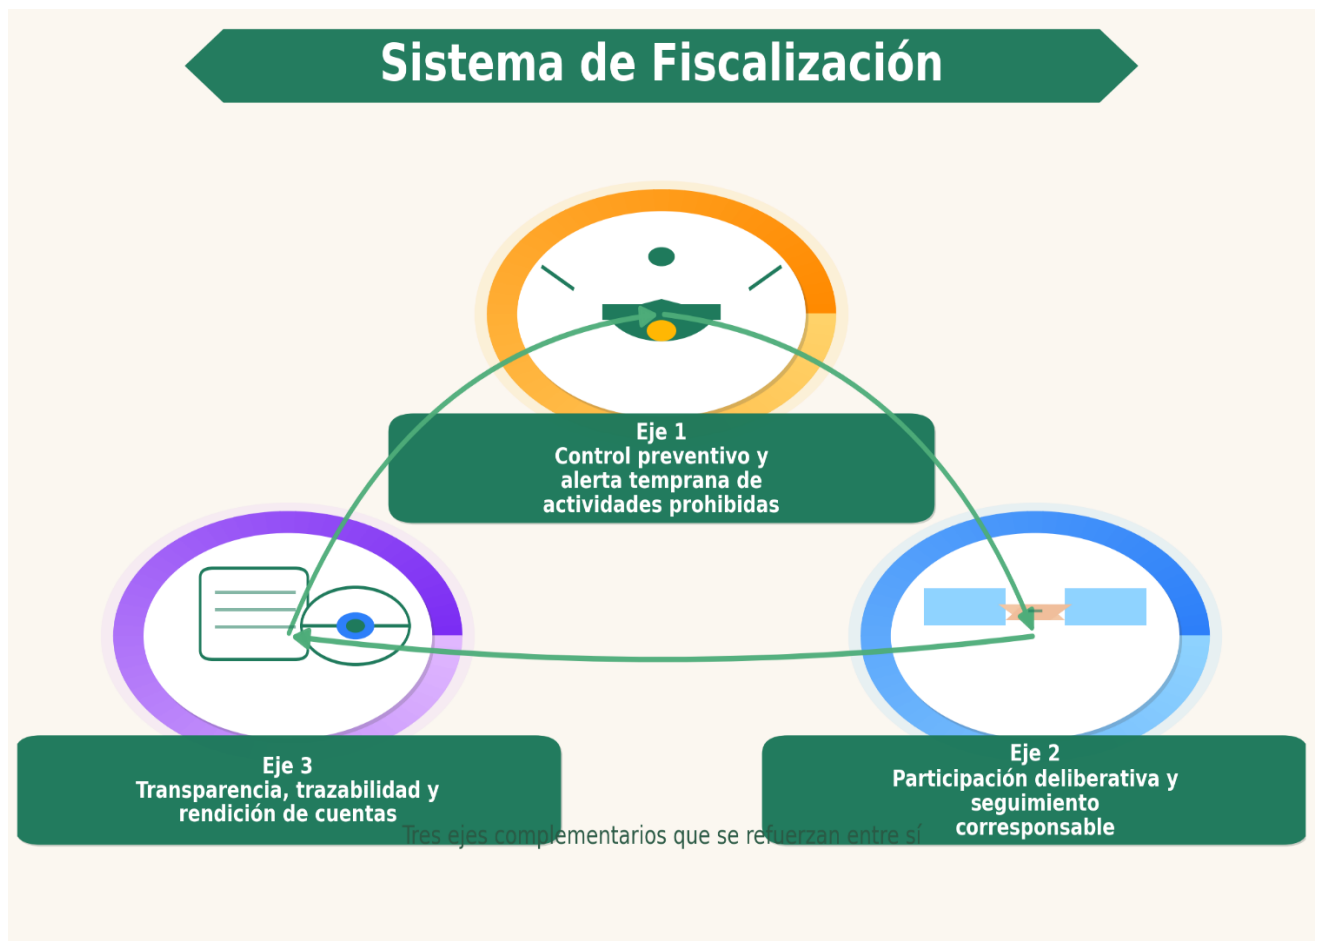 Sistema de Fiscalización
Eje 1
Control preventivo y
alerta temprana de
actividades prohibidas
Eje 3
Transparencia, trazabilidad y
rendición de cuentas
Eje 2
Participación deliberativa y
seguimiento
corresponsable
Tres ejes complementarios que se refuerzan entre sí